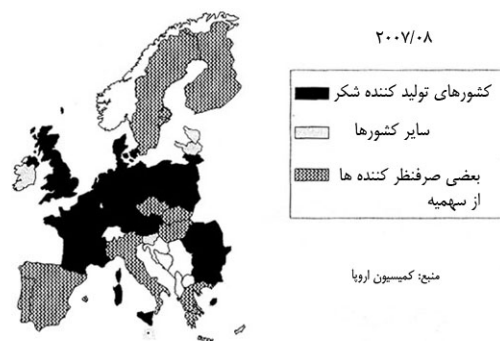 ۲۰۰۷/۰۸
کشورهای تولید کننده شکر
سایر کشورها
بعضی صرفنظر کننده ها
از سهمیه
منبع: کمیسیون اروپا